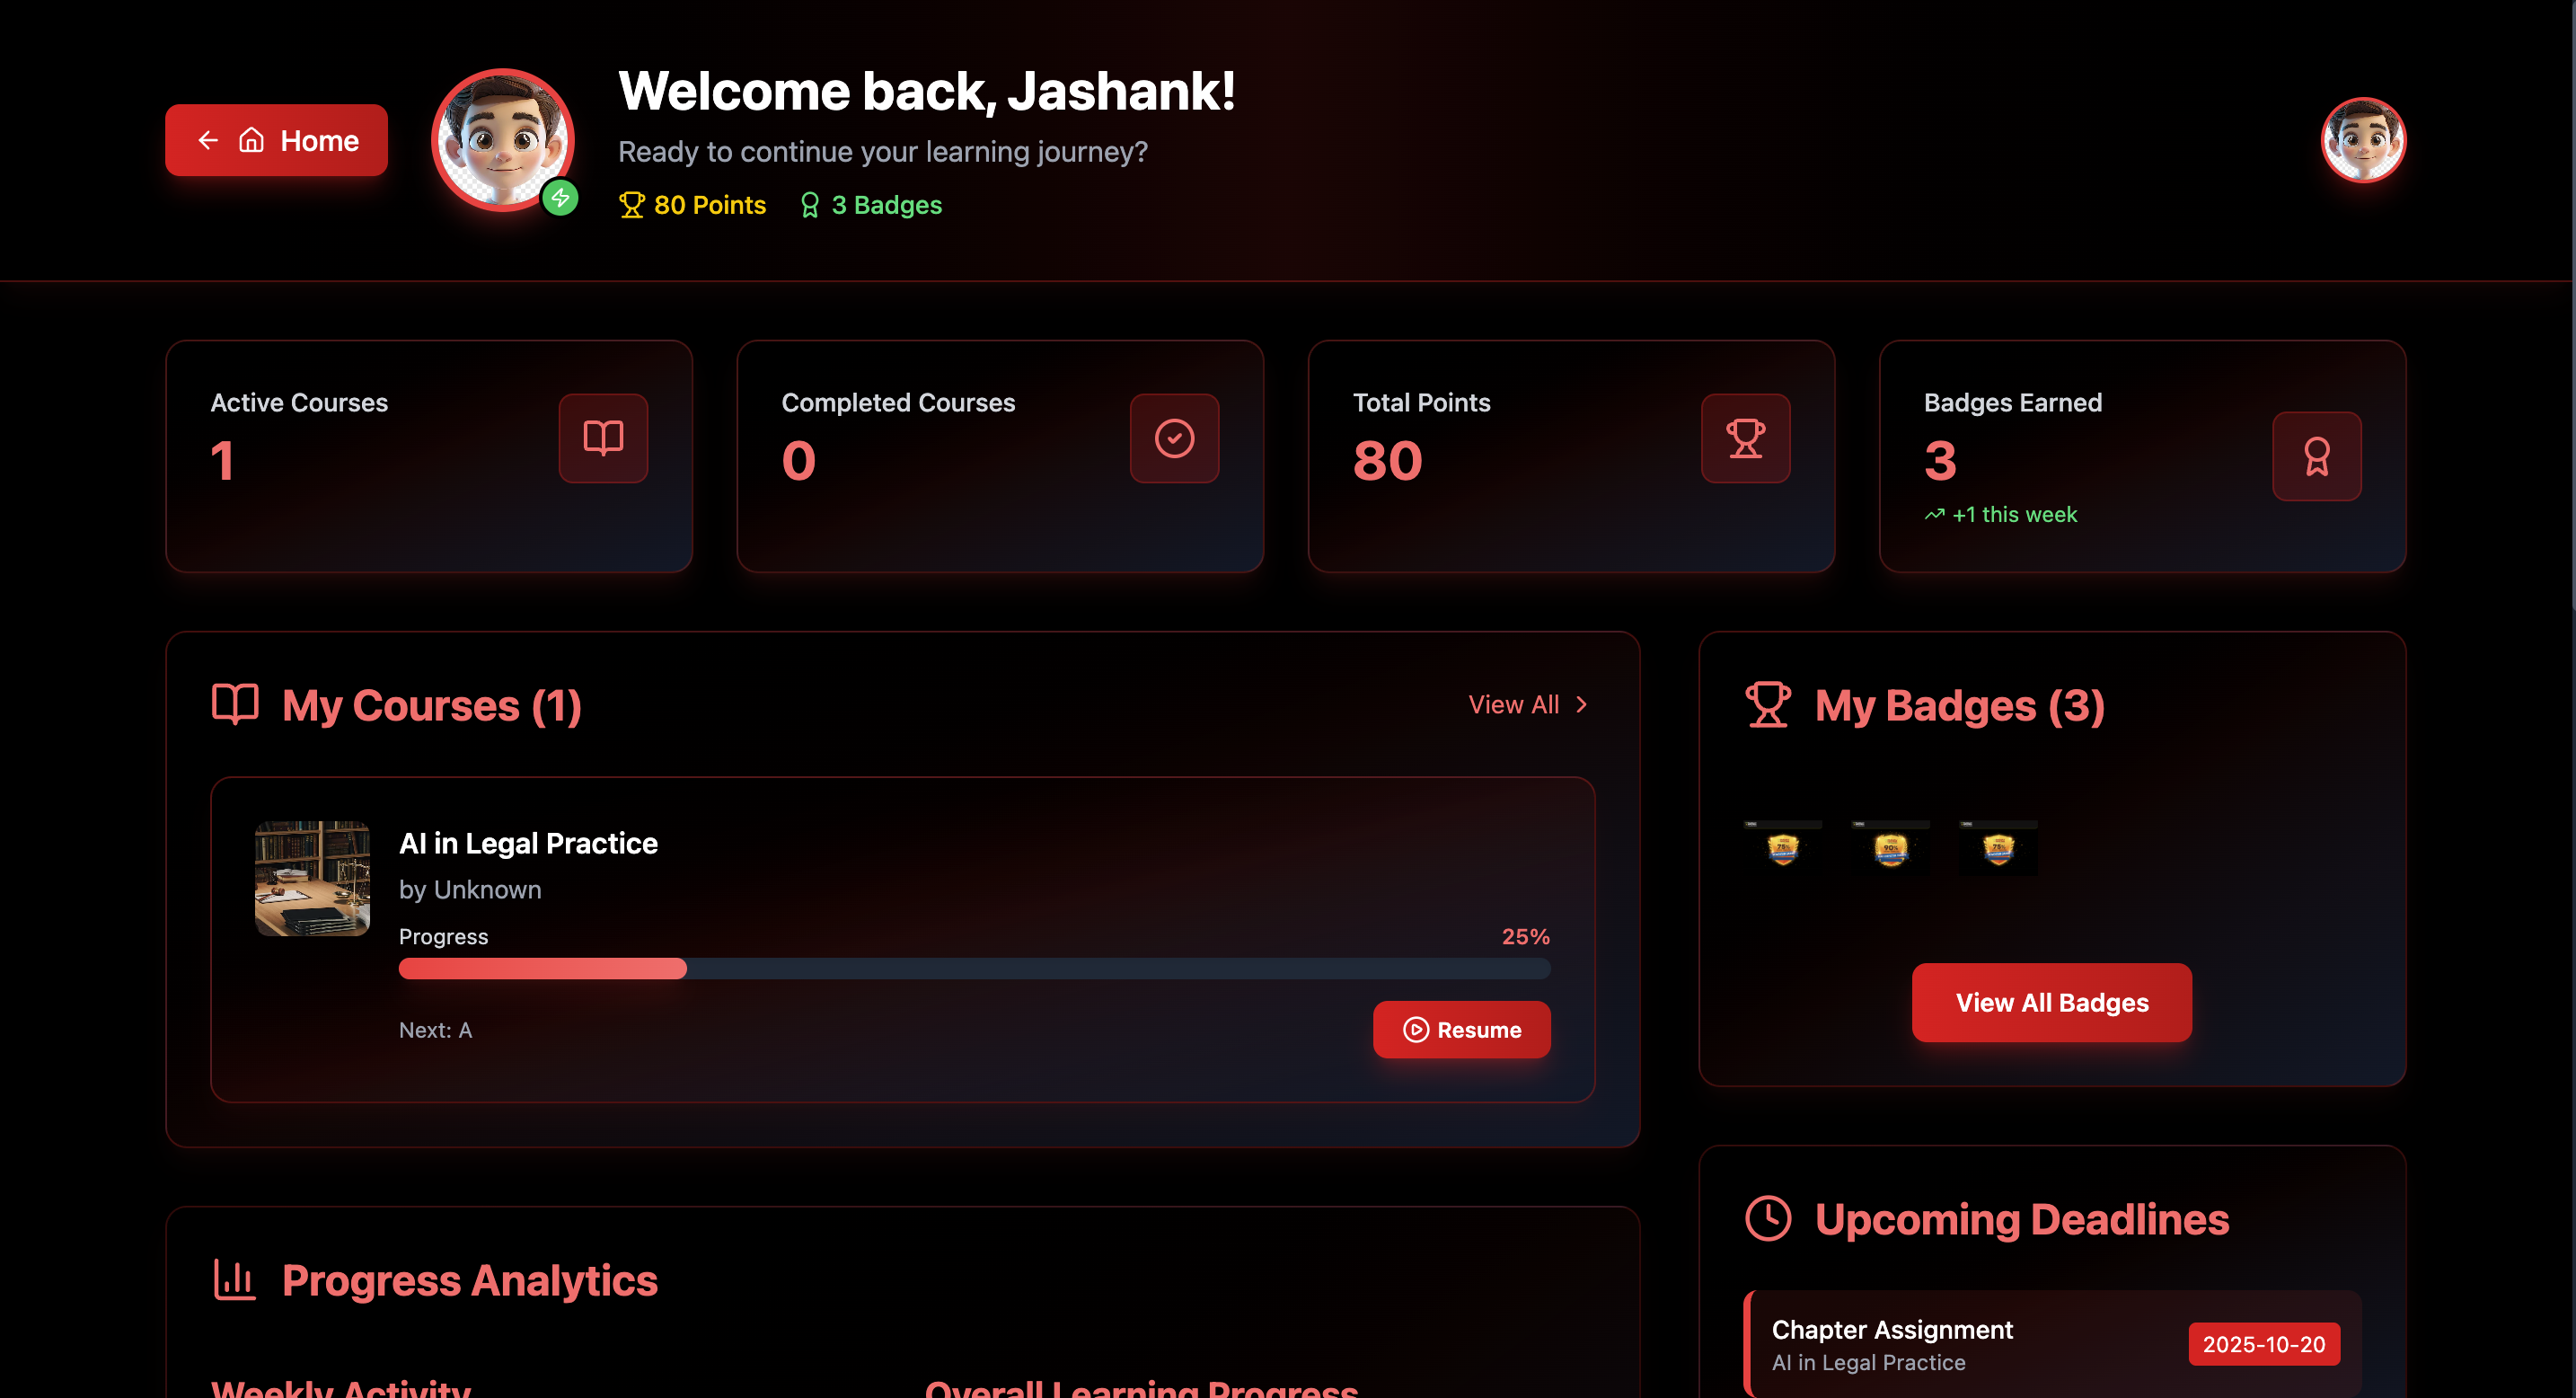 Home
Welcome back, Jashank!
Ready to continue your learning journey?
80 Points
3 Badges
Active Courses
1
Completed Courses
0
Total Points
80
Badges Earned
3
+1 this week
My Courses (1)
View All
AI in Legal Practice
by Unknown
Progress
25%
Next: A
Resume
My Badges (3)
75%
90%
75%
View All Badges
Upcoming Deadlines
Chapter Assignment
AI in Legal Practice
2025-10-20
Progress Analytics
Weekly Activity
Overall Learning Progress